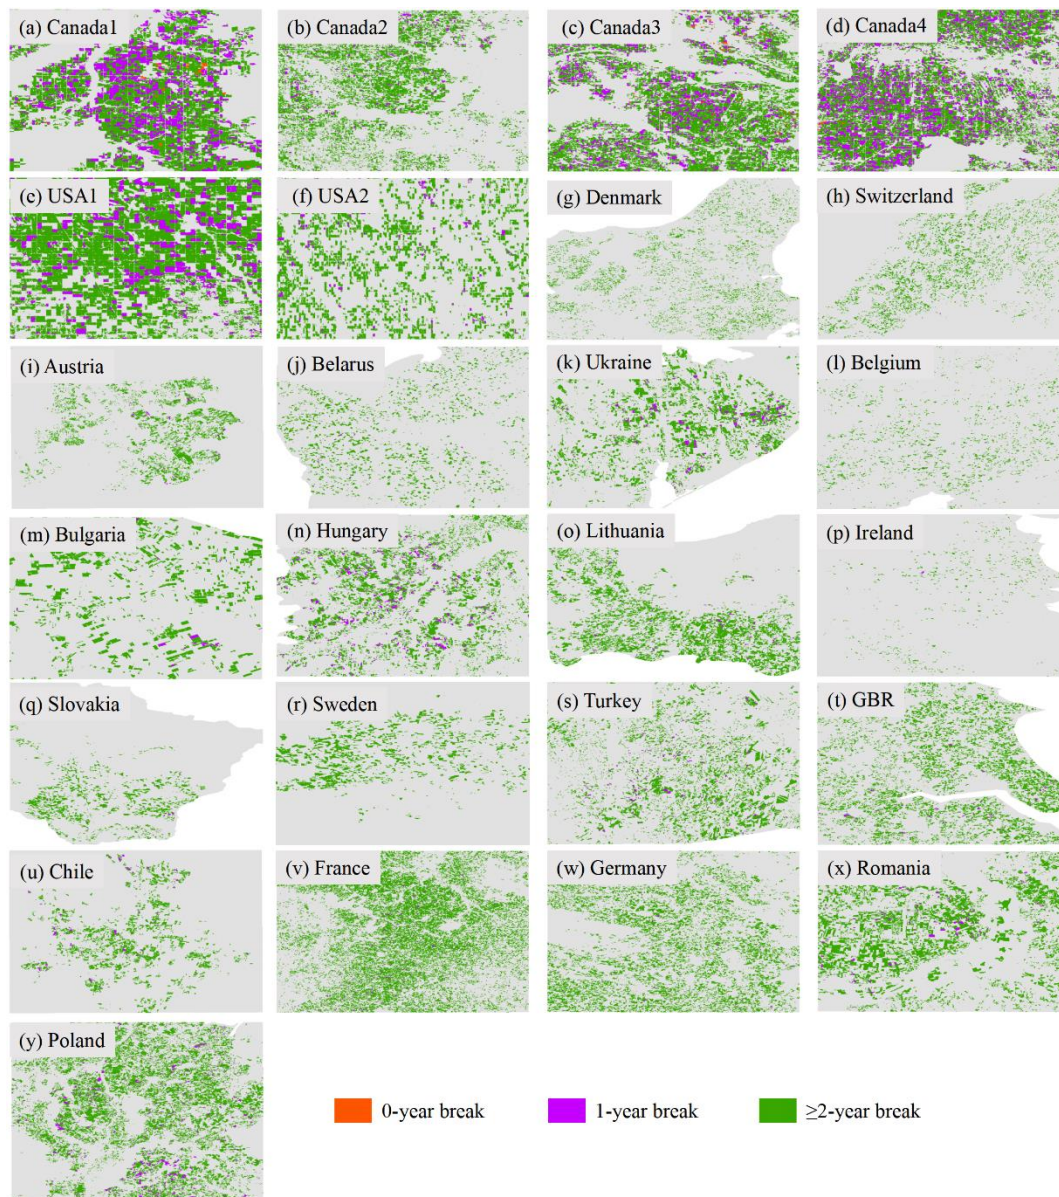 (a) Canada1
(b) Canada2
(c) Canada3
(d) Canada4
(e) USA1
(f) USA2
(g) Denmark
(h) Switzerland
(i) Austria
(j) Belarus
(k) Ukraine
(l) Belgium
(m) Bulgaria
(n) Hungary
(o) Lithuania
(p) Ireland
(q) Slovakia
(r) Sweden
(s) Turkey
(t) GBR
(u) Chile
(v) France
(w) Germany
(x) Romania
(y) Poland
0-year break
1-year break
≥2-year break